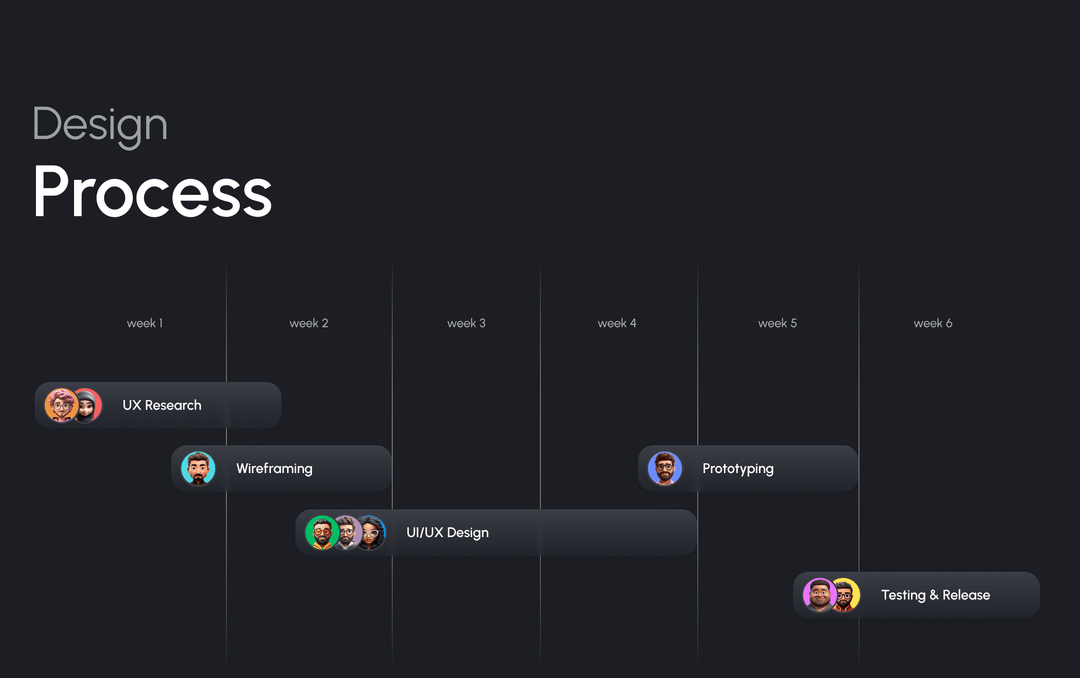 Design
Process
week 1
week 2
week 3
week 4
week 5
week 6
UX Research
Wireframing
Prototyping
UI/UX Design
Testing & Release